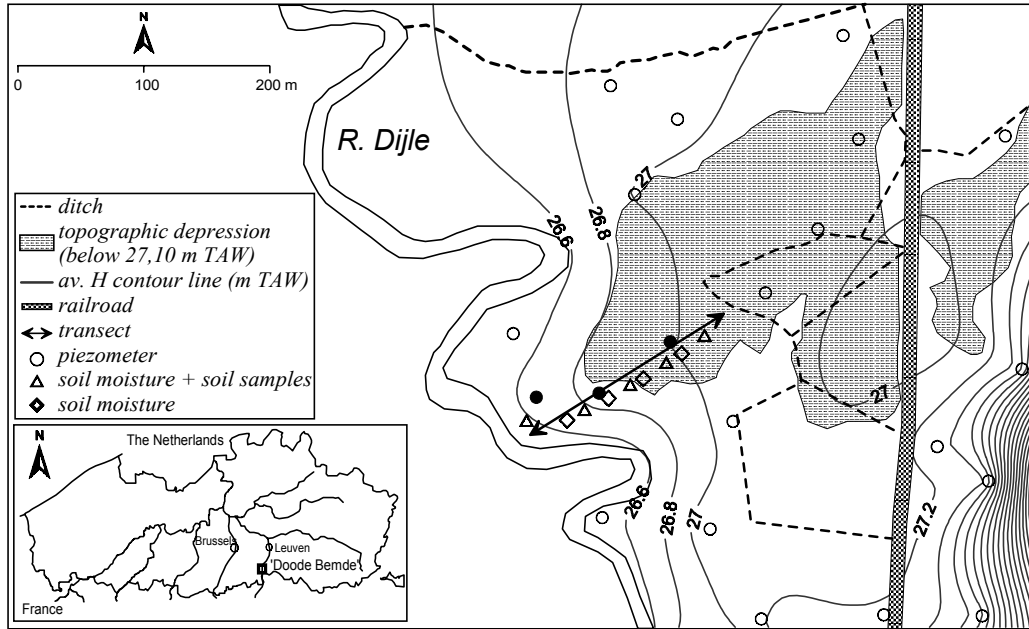 N
0
100
200 m
R. Dijle
27
26.6
26.8
ditch
topographic depression
(below 27,10 m TAW)
av. H contour line (m TAW)
railroad
transect
piezometer
soil moisture + soil samples
soil moisture
27
26.6
26.8
27
27.2
N
The Netherlands
Brussels
Leuven
'Doode Bemde'
France